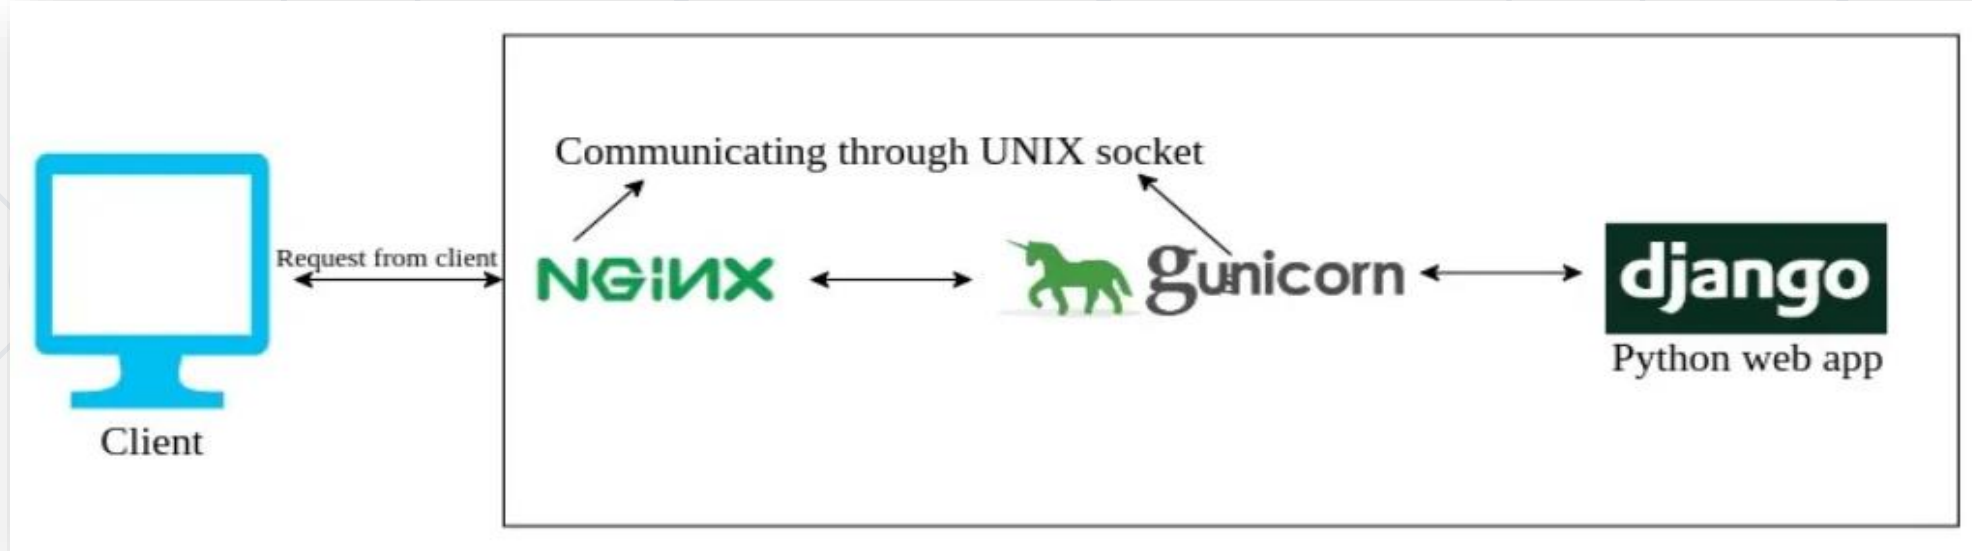 Communicating through UNIX socket
Request from client
NGiNX
gunicorn
django
Python web app
Client